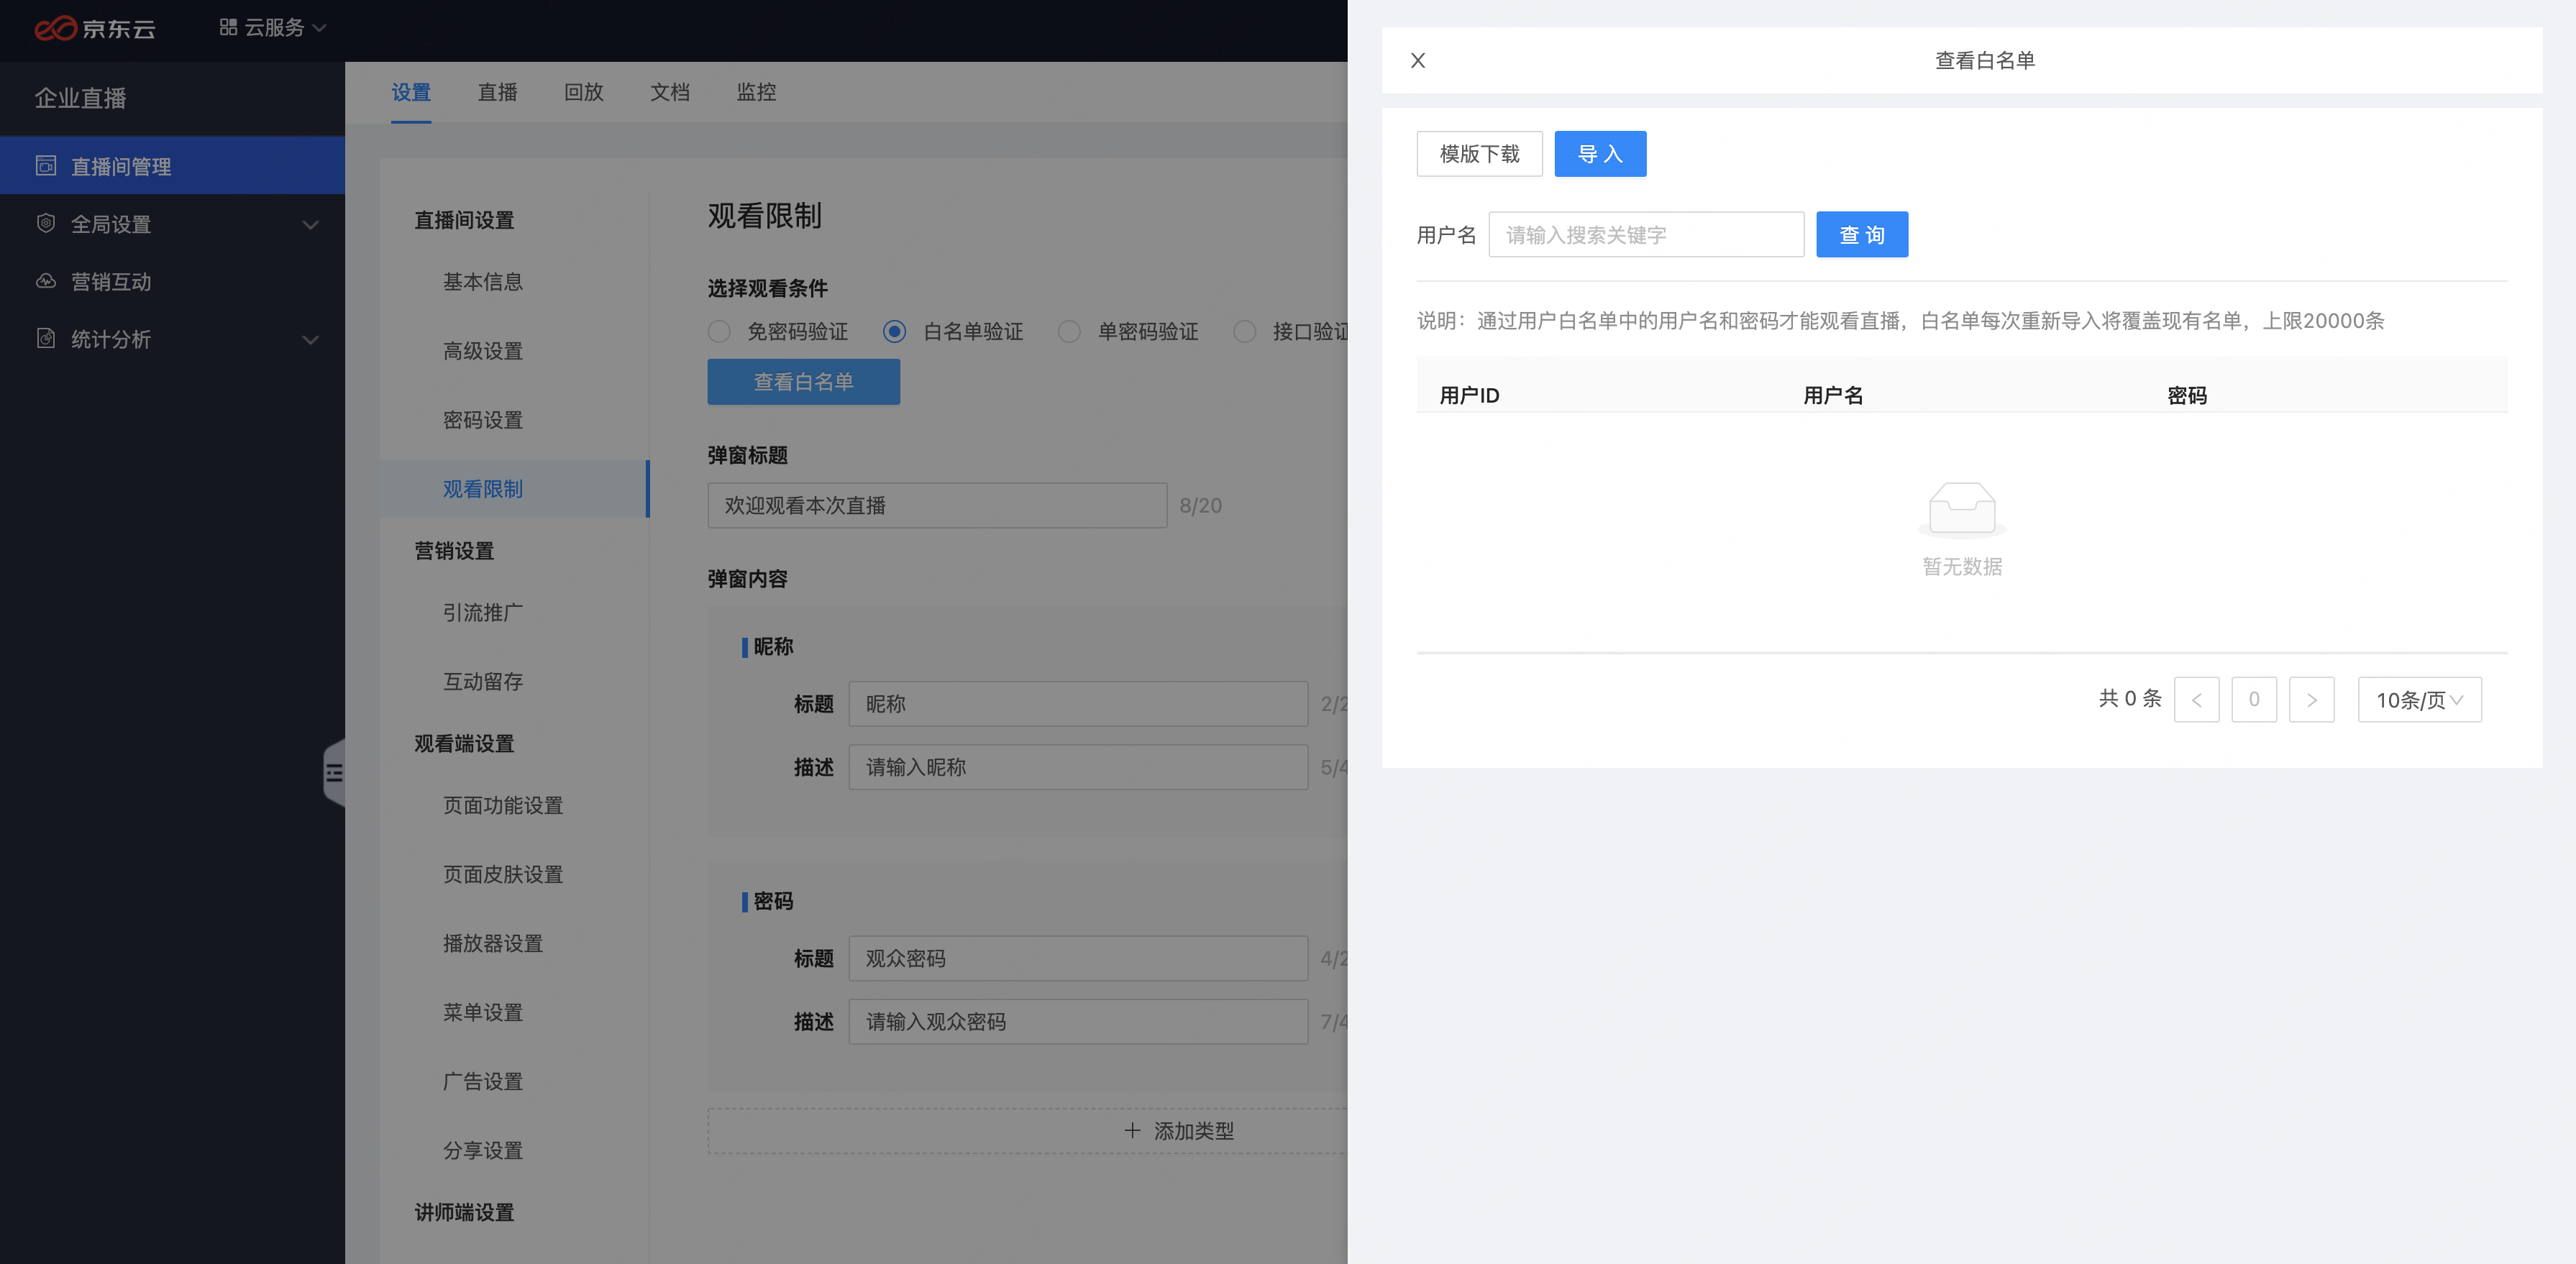 京东云
云服务
企业直播
直播间管理
全局设置
营销互动
统计分析
设置 直播 回放 文档 监控
直播间设置
基本信息
高级设置
密码设置
观看限制
营销设置
引流推广
互动留存
观看端设置
页面功能设置
页面皮肤设置
播放器设置
菜单设置
广告设置
分享设置
讲师端设置
观看限制
选择观看条件
免密码验证 白名单验证 单密码验证 接口验证
查看白名单
弹窗标题
欢迎观看本次直播 8/20
弹窗内容
昵称
标题 昵称 2/2
描述 请输入昵称 5/4
密码
标题 观众密码 4/2
描述 请输入观众密码 7/4
+ 添加类型
X 查看白名单
模版下载 导 入
用户名 请输入搜索关键字 查 询
说明：通过用户白名单中的用户名和密码才能观看直播，白名单每次重新导入将覆盖现有名单，上限20000条
用户ID 用户名 密码
暂无数据
共 0 条 < 0 > 10条/页